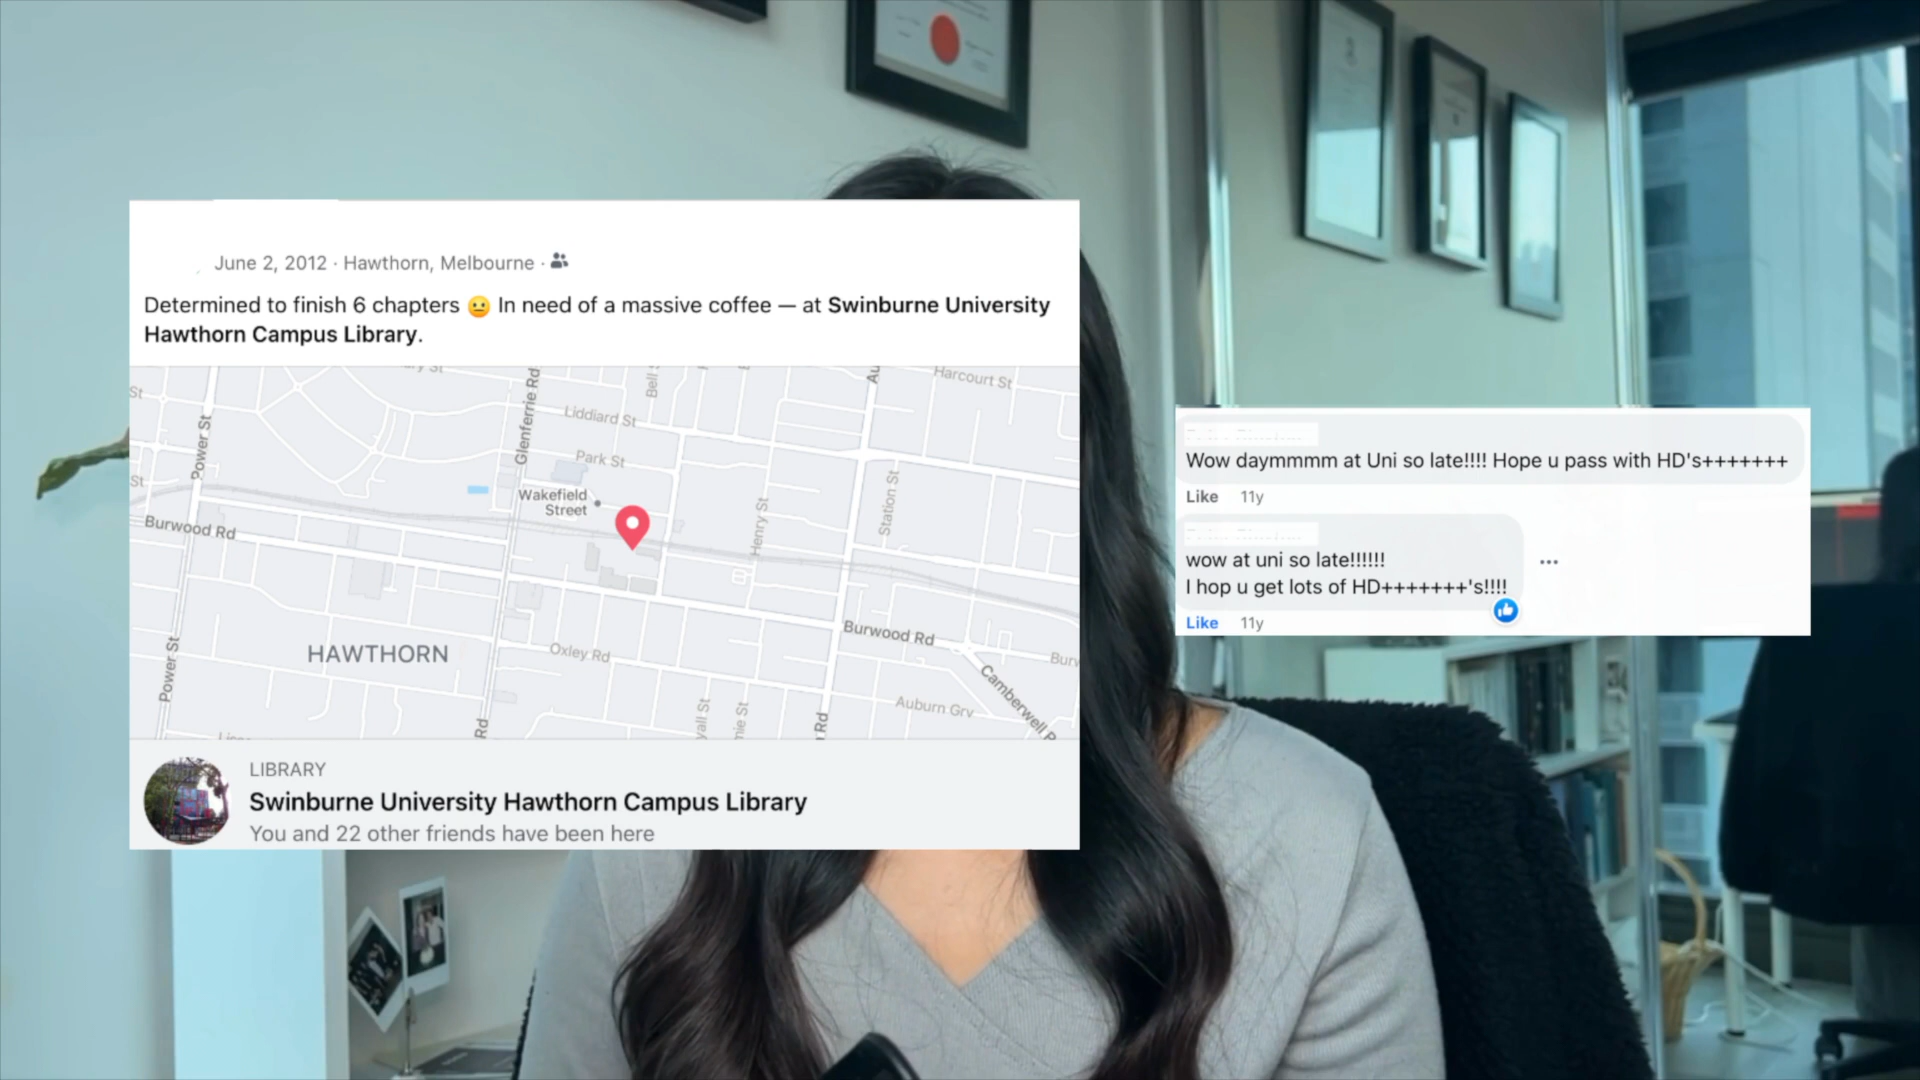 June 2, 2012 · Hawthorn, Melbourne ·
Determined to finish 6 chapters 😐 In need of a massive coffee — at Swinburne University
Hawthorn Campus Library.
St
Power St
Glenferrie Rd
Bell
Harcourt St
Liddiard St
Park St
Wakefield
Street
St
Burwood Rd
Henry St
Station St
HAWTHORN
Power St
Oxley Rd
Burwood Rd
Camberwell
Auburn Grv
Rd
Rd
LIBRARY
Swinburne University Hawthorn Campus Library
You and 22 other friends have been here
Wow daymmmm at Uni so late!!!! Hope u pass with HD's+++++++
Like 11y
wow at uni so late!!!!!!
I hop u get lots of HD+++++++'s!!!!
Like 11y